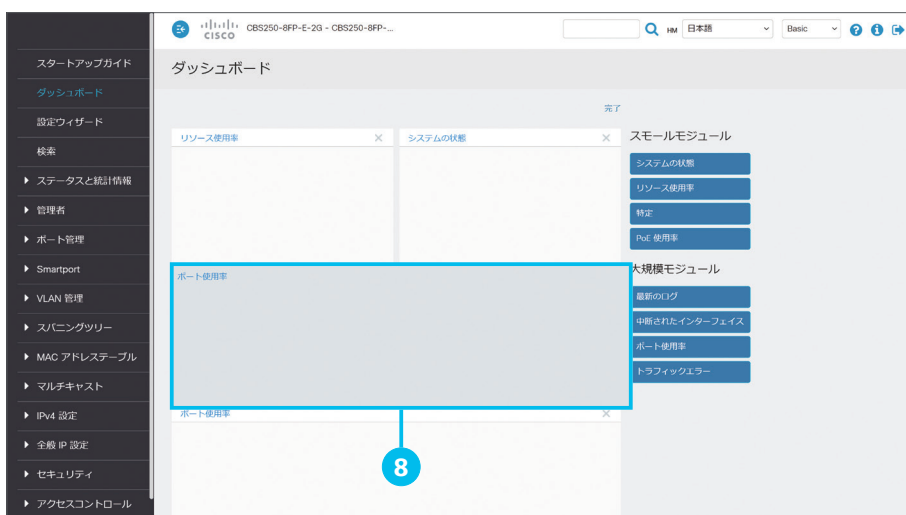 CISCO
CBS250-8FP-E-2G - CBS250-8FP-...
HM
日本語
Basic
スタートアップガイド
ダッシュボード
設定ウィザード
検索
ステータスと統計情報
管理者
ポート管理
Smartport
VLAN 管理
スパニングツリー
MAC アドレステーブル
マルチキャスト
IPv4 設定
全般 IP 設定
セキュリティ
アクセスコントロール
ダッシュボード
完了
リソース使用率
システムの状態
ポート使用率
ポート使用率
8
スモールモジュール
システムの状態
リソース使用率
特定
PoE 使用率
大規模モジュール
最新のログ
中断されたインターフェイス
ポート使用率
トラフィックエラー